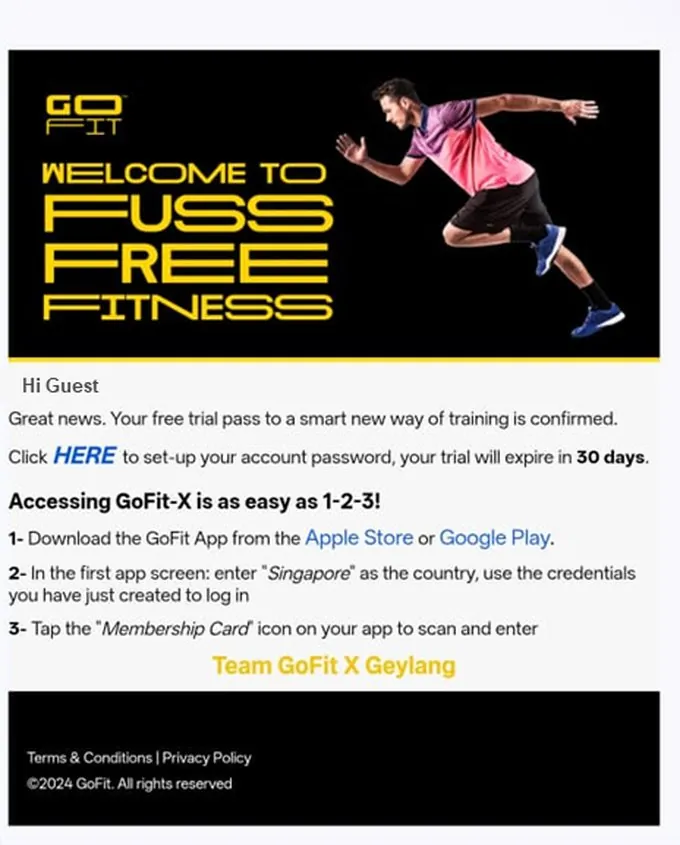 GO
FIT
WELCOME TO
FUSS
FREE
FITNESS
Hi Guest
Great news. Your free trial pass to a smart new way of training is confirmed.
Click HERE to set-up your account password, your trial will expire in 30 days.
Accessing GoFit-X is as easy as 1-2-3!
1- Download the GoFit App from the Apple Store or Google Play.
2- In the first app screen: enter "Singapore" as the country, use the credentials
you have just created to log in
3- Tap the "Membership Card" icon on your app to scan and enter
Team GoFit X Geylang
Terms & Conditions | Privacy Policy
©2024 GoFit. All rights reserved